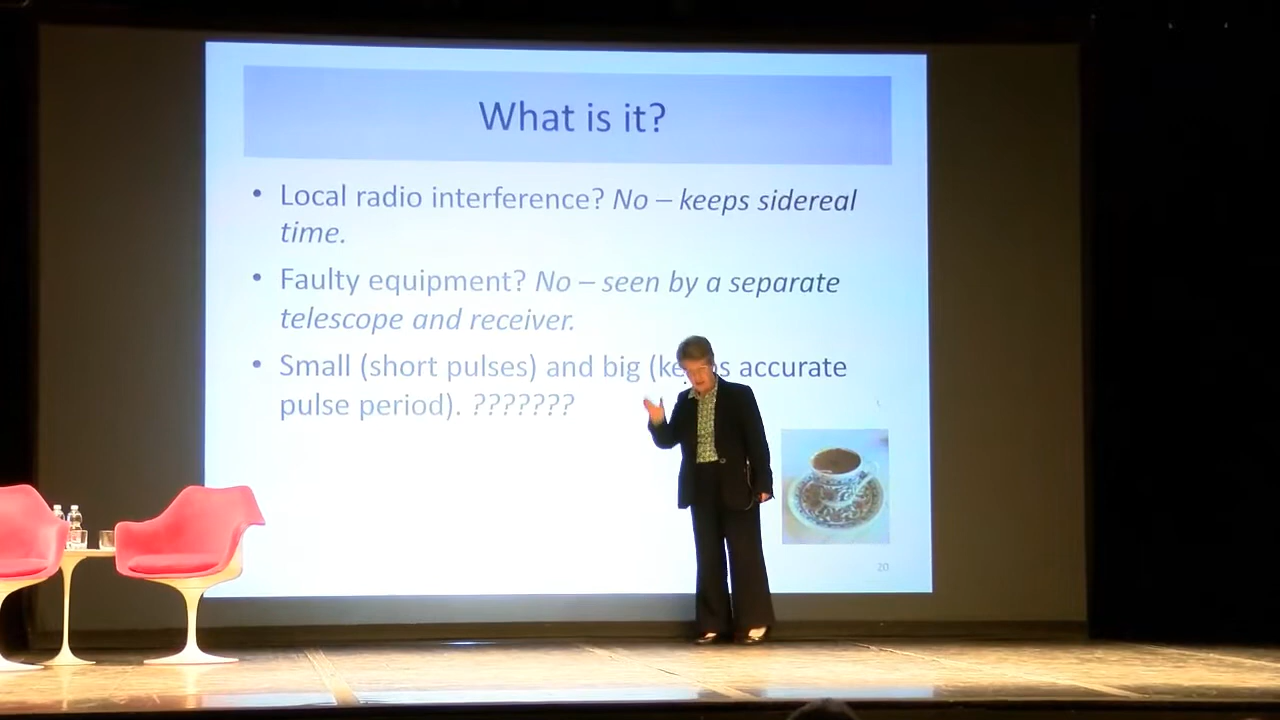 What is it?
• Local radio interference? No – keeps sidereal
time.
• Faulty equipment? No – seen by a separate
telescope and receiver.
• Small (short pulses) and big (ke s accurate
pulse period). ???????
20